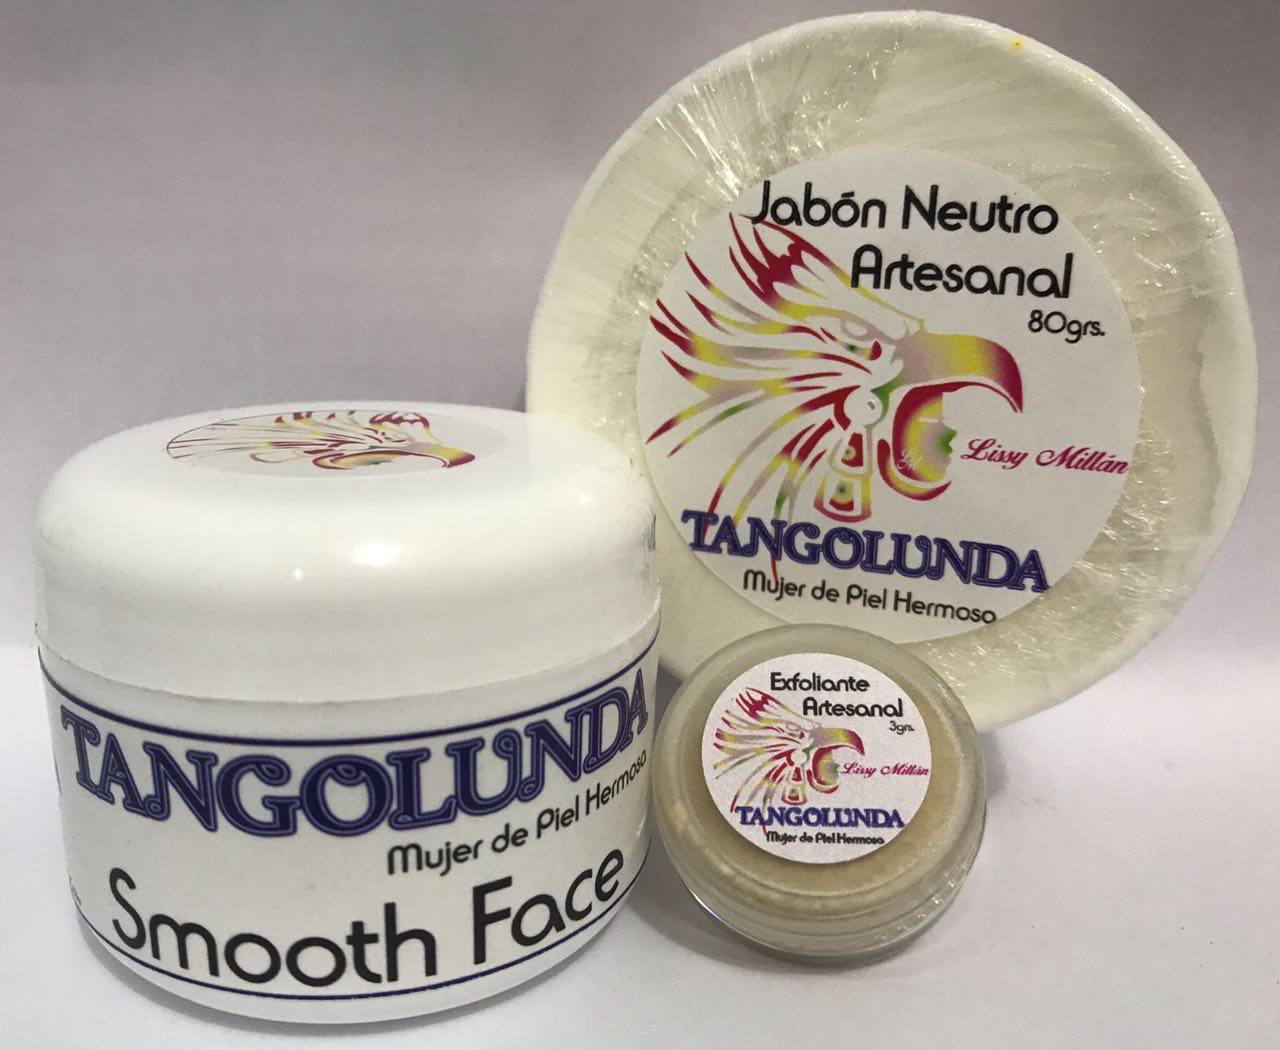 Jabón Neutro
Artesanal
80grs.
Lissy Millán
TANGOLUNDA
Mujer de Piel Hermosa
TANGOLUNDA
Mujer de Piel Hermosa
Smooth Face
Exfoliante
Artesanal
3grs.
Lissy Millán
TANGOLUNDA
Mujer de Piel Hermosa